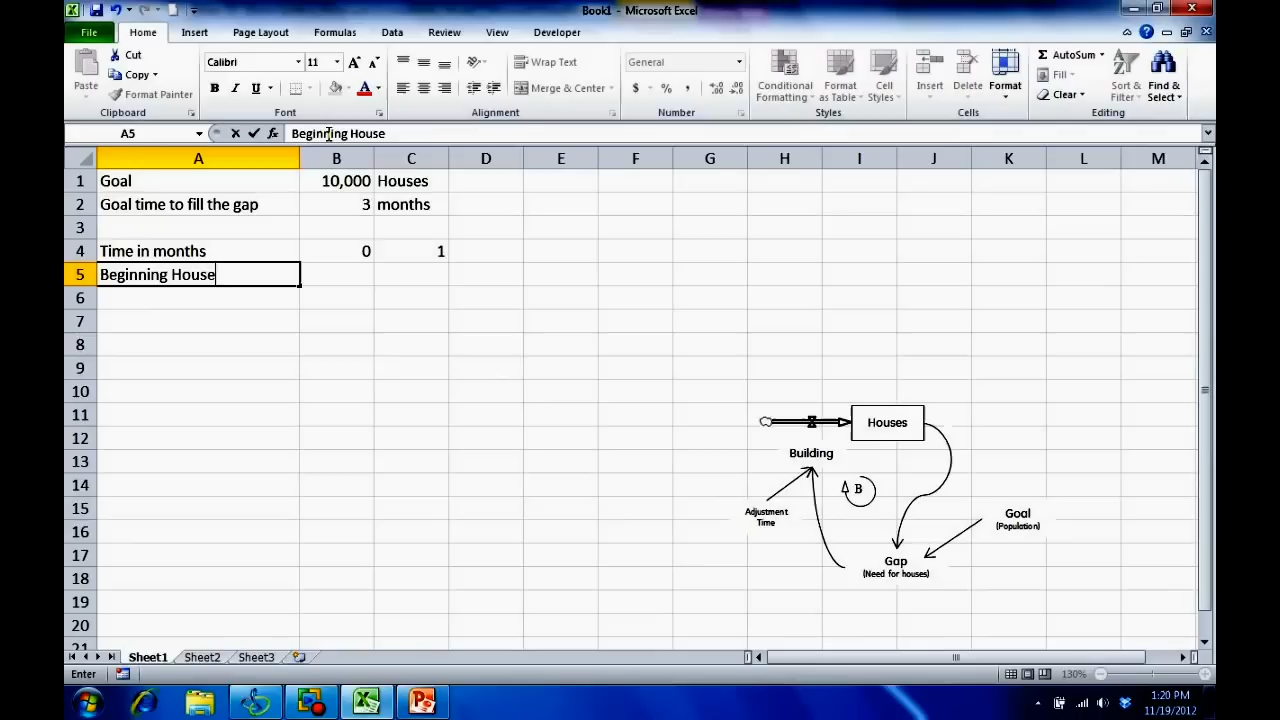 Book1 - Microsoft Excel
File Home Insert Page Layout Formulas Data Review View Developer
Paste
Cut
Copy
Format Painter
Clipboard
Calibri 11
B I U
Font
Wrap Text
Merge & Center
Alignment
General
$ % ,
Number
Conditional Formatting
Format as Table
Cell Styles
Styles
Insert Delete Format
Cells
AutoSum
Fill
Clear
Sort & Filter
Find & Select
Editing
A5 fx Beginning House
A B C D E F G H I J K L M
1 Goal 10,000 Houses
2 Goal time to fill the gap 3 months
3
4 Time in months 0 1
5 Beginning House
6
7
8
9
10
11
12
13
14
15
16
17
18
19
20
21
Houses
Building
B
Adjustment
Time
Goal
(Population)
Gap
(Need for houses)
Sheet1 Sheet2 Sheet3
Enter 130%
1:20 PM
11/19/2012